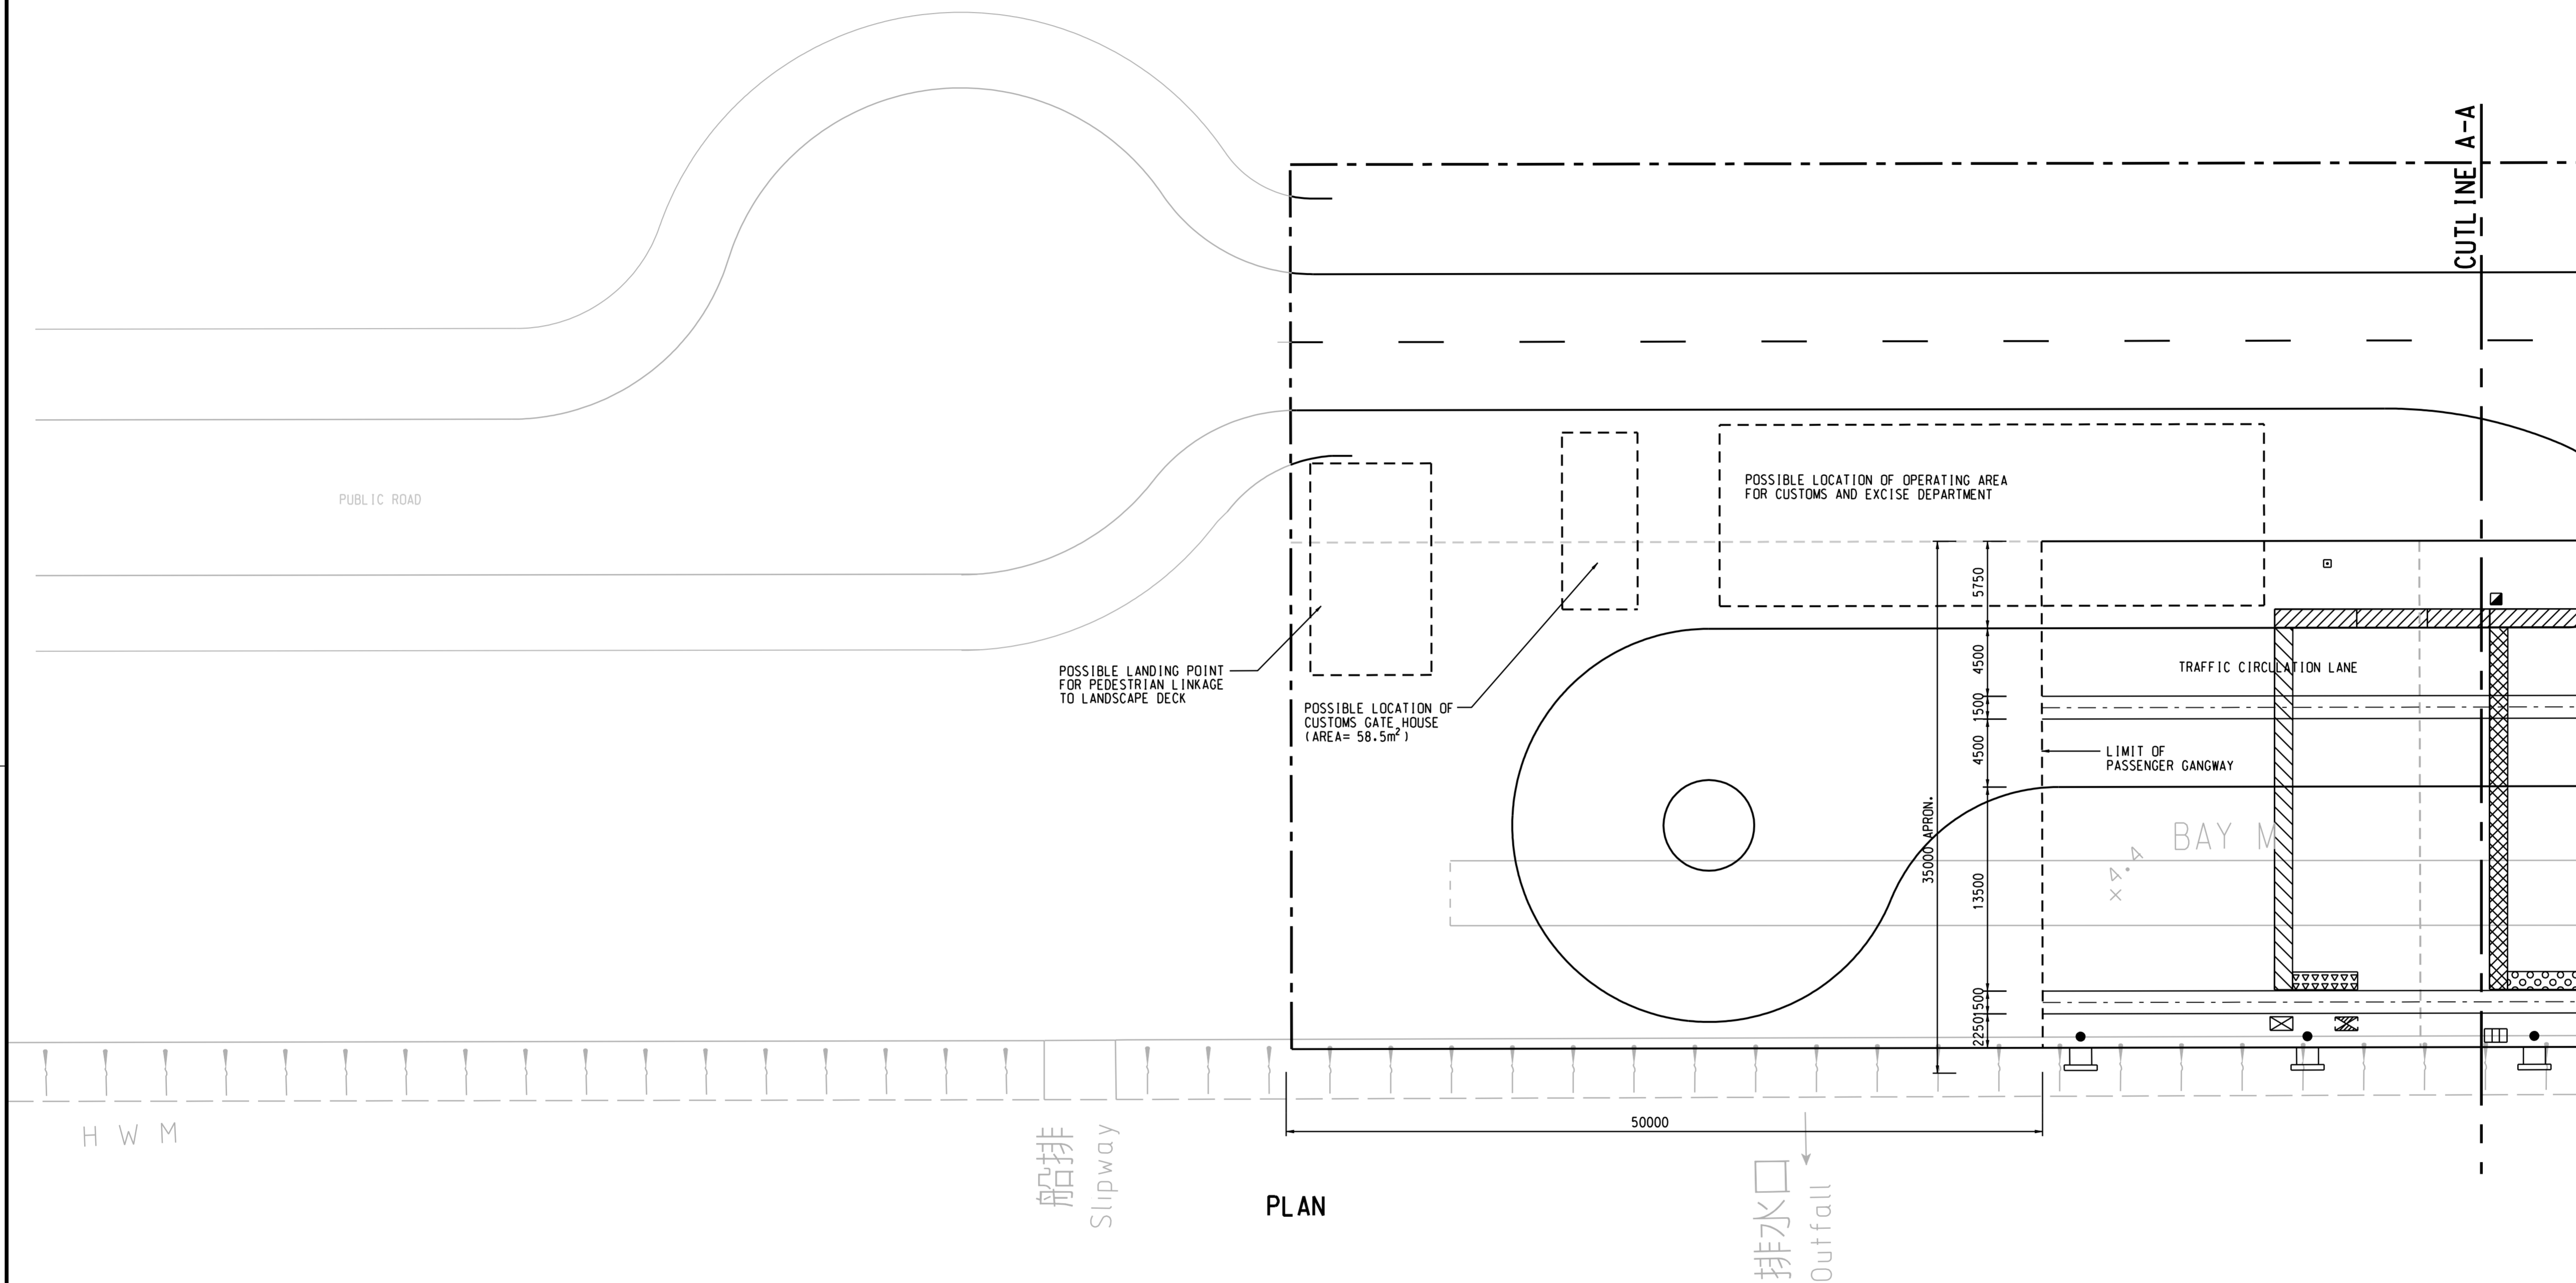 CUTLINE A-A
POSSIBLE LOCATION OF OPERATING AREA
FOR CUSTOMS AND EXCISE DEPARTMENT
PUBLIC ROAD
5750
4500
1500
4500
13500
1500
2250
35000 APRON.
TRAFFIC CIRCULATION LANE
POSSIBLE LANDING POINT
FOR PEDESTRIAN LINKAGE
TO LANDSCAPE DECK
POSSIBLE LOCATION OF
CUSTOMS GATE HOUSE
(AREA= 58.5m²)
LIMIT OF
PASSENGER GANGWAY
BAY M
×4.4
50000
H W M
船排
Slipway
排水口
Outfall
PLAN